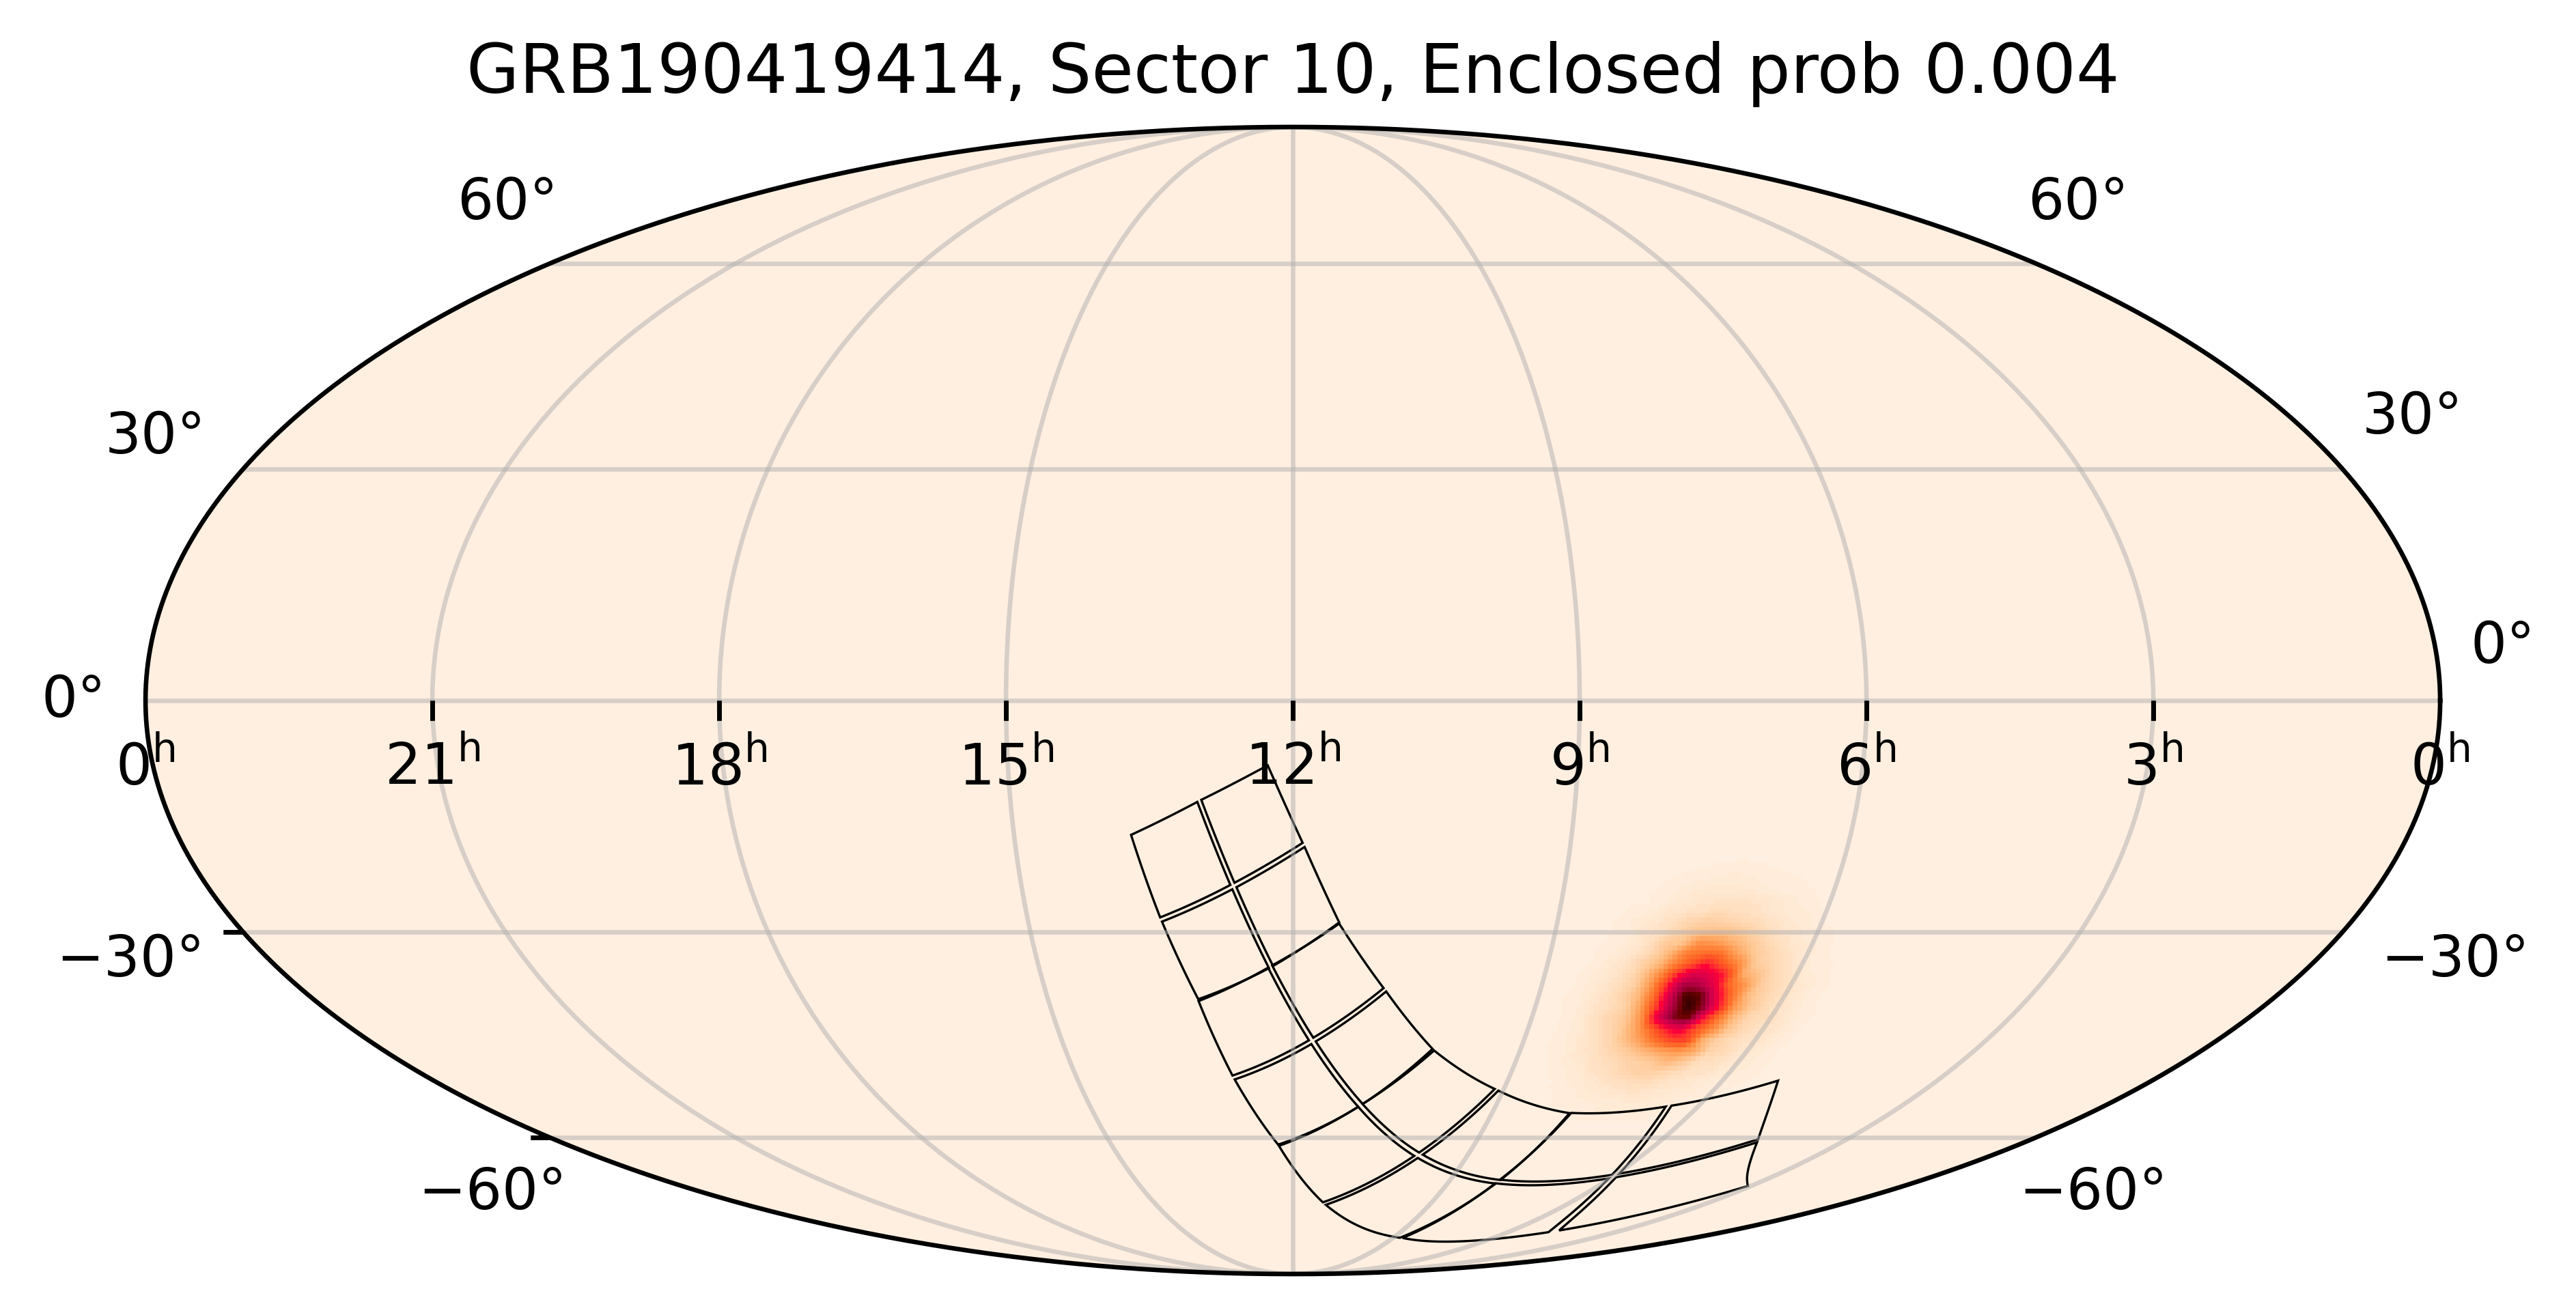 GRB190419414, Sector 10, Enclosed prob 0.004
60° 60°
30° 30°
0° 0°
0h 21h 18h 15h 12h 9h 6h 3h 0h
−30° −30°
−60° −60°